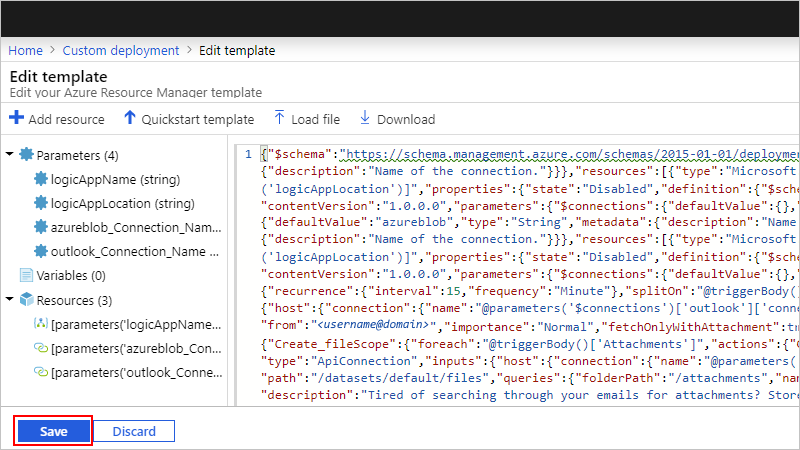 Home > Custom deployment > Edit template
Edit template
Edit your Azure Resource Manager template
Add resource
Quickstart template
Load file
Download
Parameters (4)
logicAppName (string)
logicAppLocation (string)
azureblob_Connection_Nam...
outlook_Connection_Name ...
Variables (0)
Resources (3)
[parameters('logicAppName...
[parameters('azureblob_Con...
[parameters('outlook_Conne...
1 {"$schema":"https://schema.management.azure.com/schemas/2015-01-01/deploymen
{"description":"Name of the connection."}}},"resources":[{"type":"Microsoft
('logicAppLocation')]","properties":{"state":"Disabled","definition":{"$sche
"contentVersion":"1.0.0.0","parameters":{"$connections":{"defaultValue":{},"
{"defaultValue":"azureblob","type":"String","metadata":{"description":"Name
{"description":"Name of the connection."}}},"resources":[{"type":"Microsoft
('logicAppLocation')]","properties":{"state":"Disabled","definition":{"$sche
"contentVersion":"1.0.0.0","parameters":{"$connections":{"defaultValue":{},"
{"recurrence":{"interval":15,"frequency":"Minute"},"splitOn":"@triggerBody()
{"host":{"connection":{"name":"@parameters('$connections')['outlook']['conne
"from":"<username@domain>","importance":"Normal","fetchOnlyWithAttachment":tr
{"Create_fileScope":{"foreach":"@triggerBody()['Attachments']","actions":{"C
"type":"ApiConnection","inputs":{"host":{"connection":{"name":"@parameters('
"path":"/datasets/default/files","queries":{"folderPath":"/attachments","nam
"description":"Tired of searching through your emails for attachments? Store
Save
Discard